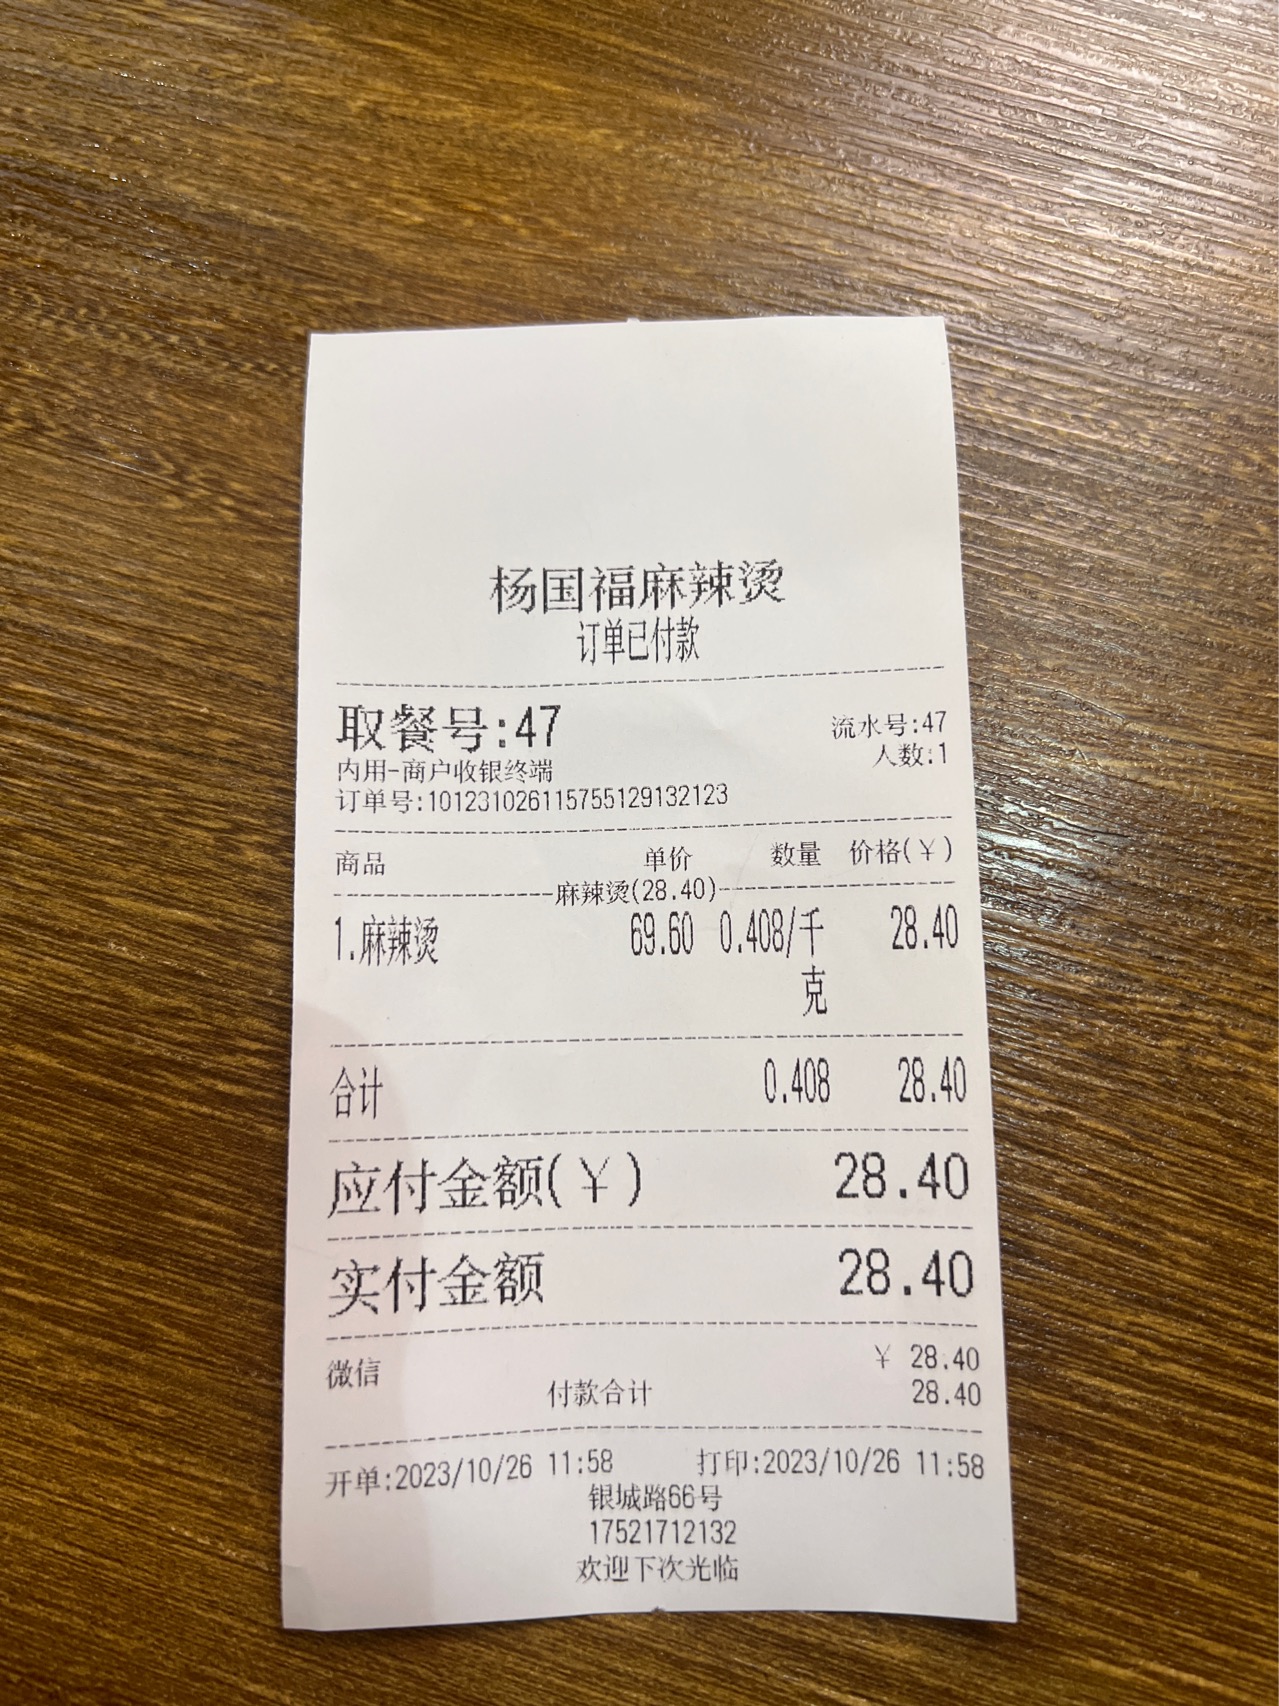 杨国福麻辣烫
订单已付款
取餐号:47
流水号:47
人数:1
内用-商户收银终端
订单号:101231026115755129132123
商品 单价 数量 价格(￥)
麻辣烫(28.40)
1.麻辣烫 69.60 0.408/千克 28.40
合计 0.408 28.40
应付金额(￥) 28.40
实付金额 28.40
微信 ￥ 28.40
付款合计 28.40
开单:2023/10/26 11:58 打印:2023/10/26 11:58
银城路66号
17521712132
欢迎下次光临